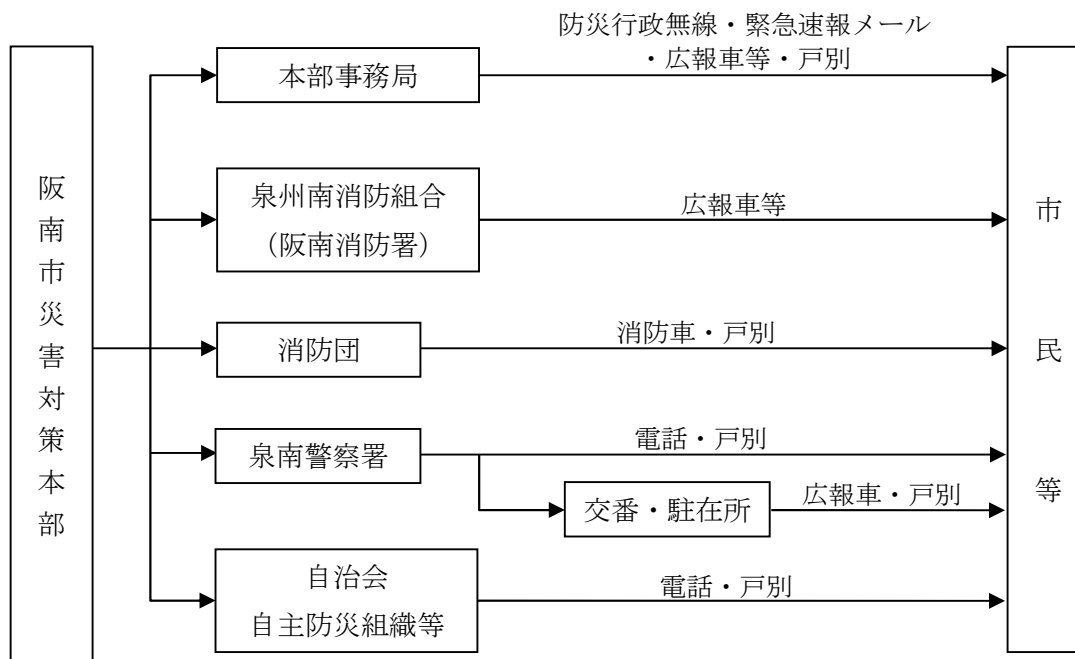 阪南市災害対策本部
防災行政無線・緊急速報メール
・広報車等・戸別
本部事務局
泉州南消防組合
（阪南消防署）
広報車等
消防団
消防車・戸別
泉南警察署
電話・戸別
交番・駐在所
広報車・戸別
自治会
自主防災組織等
電話・戸別
市民等